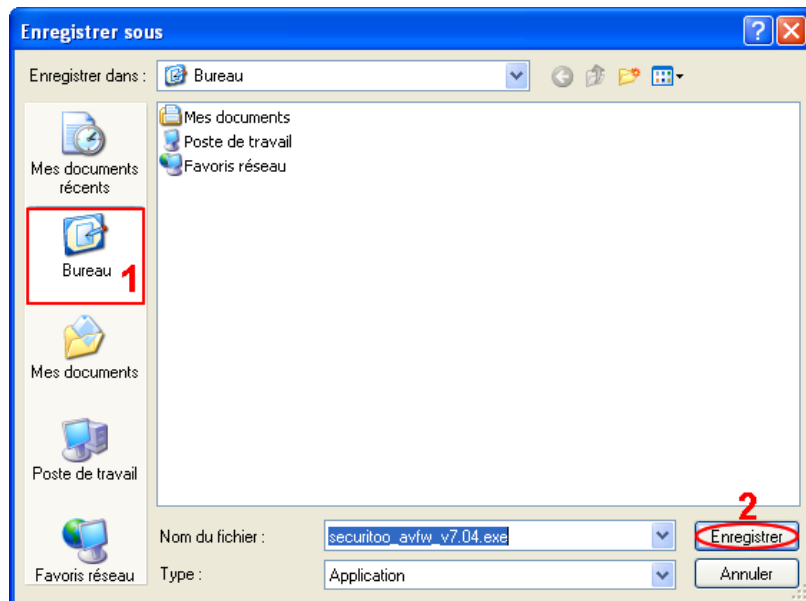 Enregistrer sous
Enregistrer dans :
Bureau
Mes documents
récents
Bureau
1
Mes documents
Poste de travail
Favoris réseau
Mes documents
Poste de travail
Favoris réseau
Nom du fichier :
securitoo_avfw_v7.04.exe
2
Enregistrer
Type :
Application
Annuler